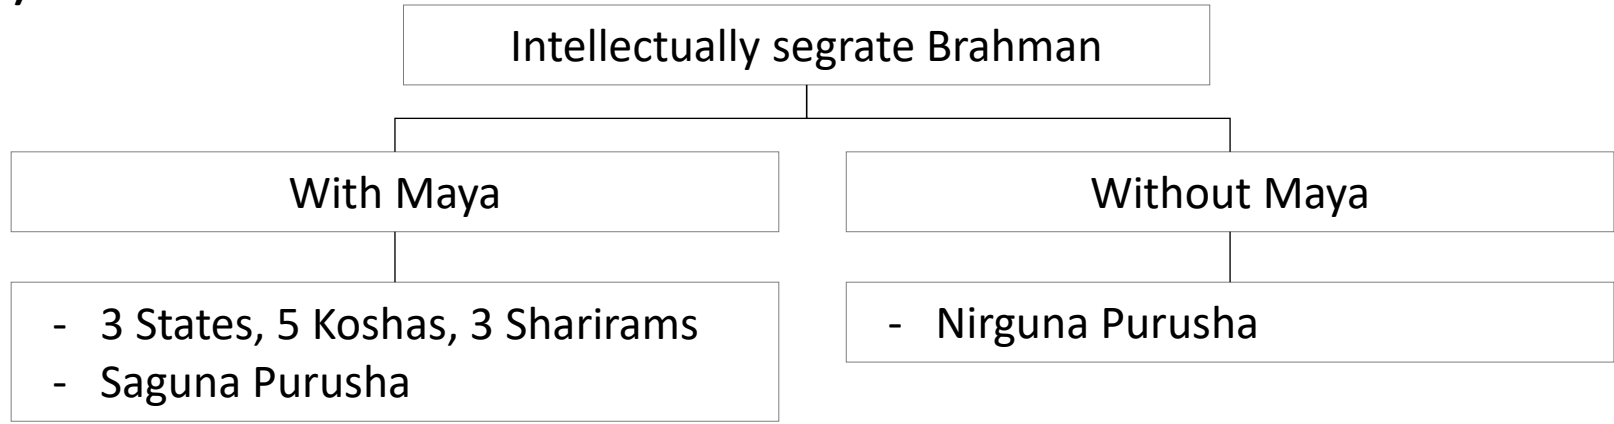 Intellectually segrate Brahman
With Maya
Without Maya
- 3 States, 5 Koshas, 3 Sharirams
- Saguna Purusha
- Nirguna Purusha